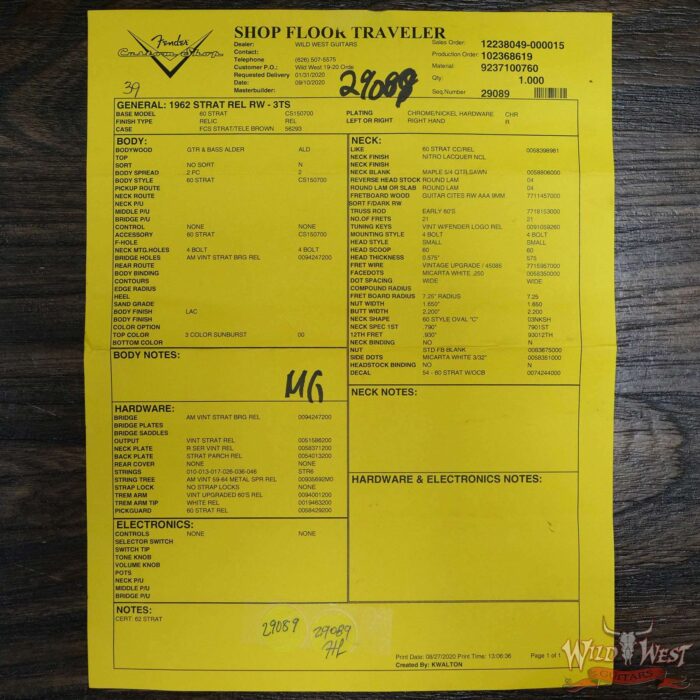 Fender
Custom Shop
39
SHOP FLOOR TRAVELER
Dealer: WILD WEST GUITARS
Contact:
Telephone (626) 507-5575
Customer P.O.: Wild West 19-20 Orde
Requested Delivery 01/31/2020
Date: 09/10/2020
Masterbuilder:
29089
Sales Order: 12238049-000015
Production Order: 102368619
Material 9237100760
Qty: 1.000
Seq.Number 29089
GENERAL: 1962 STRAT REL RW - 3TS
BASE MODEL 60 STRAT CS150700 PLATING CHROME/NICKEL HARDWARE CHR
FINISH TYPE RELIC REL LEFT OR RIGHT RIGHT HAND R
CASE FCS STRAT/TELE BROWN 56293
BODY:
BODYWOOD GTR & BASS ALDER ALD
TOP
SORT NO SORT N
BODY SPREAD 2 PC 2
BODY STYLE 60 STRAT CS150700
PICKUP ROUTE
NECK ROUTE
NECK P/U
MIDDLE P/U
BRIDGE P/U
CONTROL NONE NONE
ACCESSORY 60 STRAT CS150700
F-HOLE
NECK MTG.HOLES 4 BOLT 4 BOLT
BRIDGE HOLES AM VINT STRAT BRG REL 0094247200
REAR ROUTE
BODY BINDING
CONTOURS
EDGE RADIUS
HEEL
SAND GRADE
BODY FINISH LAC
BODY FINISH
COLOR OPTION
TOP COLOR 3 COLOR SUNBURST 00
BOTTOM COLOR
BODY NOTES:
MG
HARDWARE:
BRIDGE AM VINT STRAT BRG REL 0094247200
BRIDGE PLATES
BRIDGE SADDLES
OUTPUT VINT STRAT REL 0051586200
NECK PLATE R SER VINT REL 0058371200
BACK PLATE STRAT PARCH REL 0054013200
REAR COVER NONE NONE
STRINGS 010-013-017-026-036-046 STR6
STRING TREE AM VINT 59-64 METAL SPR REL
STRAP LOCK NO STRAP LOCKS NONE
TREM ARM VINT UPGRADED 60'S REL 0094001200
TREM ARM TIP WHITE REL 0019463200
PICKGUARD 60 STRAT REL 0058429200
ELECTRONICS:
CONTROLS NONE NONE
SELECTOR SWITCH
SWITCH TIP
TONE KNOB
VOLUME KNOB
POTS
NECK P/U
MIDDLE P/U
BRIDGE P/U
NECK:
LIKE 60 STRAT CC/REL 0058398981
NECK FINISH NITRO LACQUER NCL
NECK FINISH
NECK BLANK MAPLE 5/4 QTRLSAWN 0058806000
REVERSE HEAD STOCK ROUND LAM 04
ROUND LAM OR SLAB ROUND LAM 04
FRETBOARD WOOD GUITAR CITES RW AAA 9MM 7711457000
SORT F/DARK RW
TRUSS ROD EARLY 60'S 7718153000
NO.OF FRETS 21 21
TUNING KEYS VINT W/FENDER LOGO REL 0091059260
MOUNTING STYLE 4 BOLT 4 BOLT
HEAD STYLE SMALL SMALL
HEAD SCOOP 60 60
HEAD THICKNESS 0.575" 575
FRET WIRE VINTAGE UPGRADE / 45085 7715957000
FACEDOTS MICARTA WHITE .250 0058350000
DOT SPACING WIDE WIDE
COMPOUND RADIUS
FRET BOARD RADIUS 7.25" RADIUS 7.25
NUT WIDTH 1.650" 1.650
BUTT WIDTH 2.200" 2.200
NECK SHAPE 60 STYLE OVAL "C" 03NKSH
NECK SPEC 1ST .790" 7901ST
12TH FRET .930" 93012TH
NECK BINDING NO N
NUT STD-FB-BLANK 0083675000
SIDE DOTS MICARTA WHITE 3/32" 0058351000
HEADSTOCK BINDING NO N
DECAL 54 - 60 STRAT W/OCB 0074244000
NECK NOTES:
HARDWARE & ELECTRONICS NOTES:
NOTES:
CERT: 62 STRAT
29089
29089
Print Date: 08/27/2020 Print Time: 13:06:36 Page 1 of 1
Created By: KWALTON
WILD WEST
GUITARS